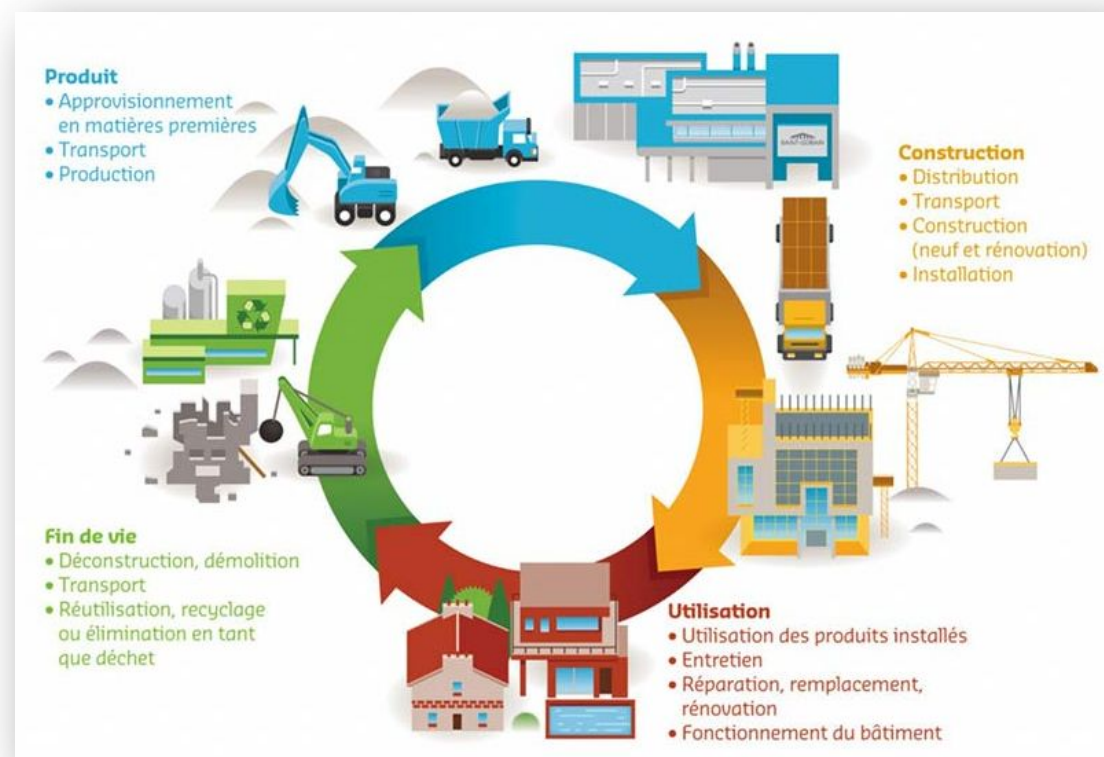 Produit
• Approvisionnement
en matières premières
• Transport
• Production
SAINT-GOBAIN
Construction
• Distribution
• Transport
• Construction
(neuf et rénovation)
• Installation
Fin de vie
• Déconstruction, démolition
• Transport
• Réutilisation, recyclage
ou élimination en tant
que déchet
Utilisation
• Utilisation des produits installés
• Entretien
• Réparation, remplacement,
rénovation
• Fonctionnement du bâtiment